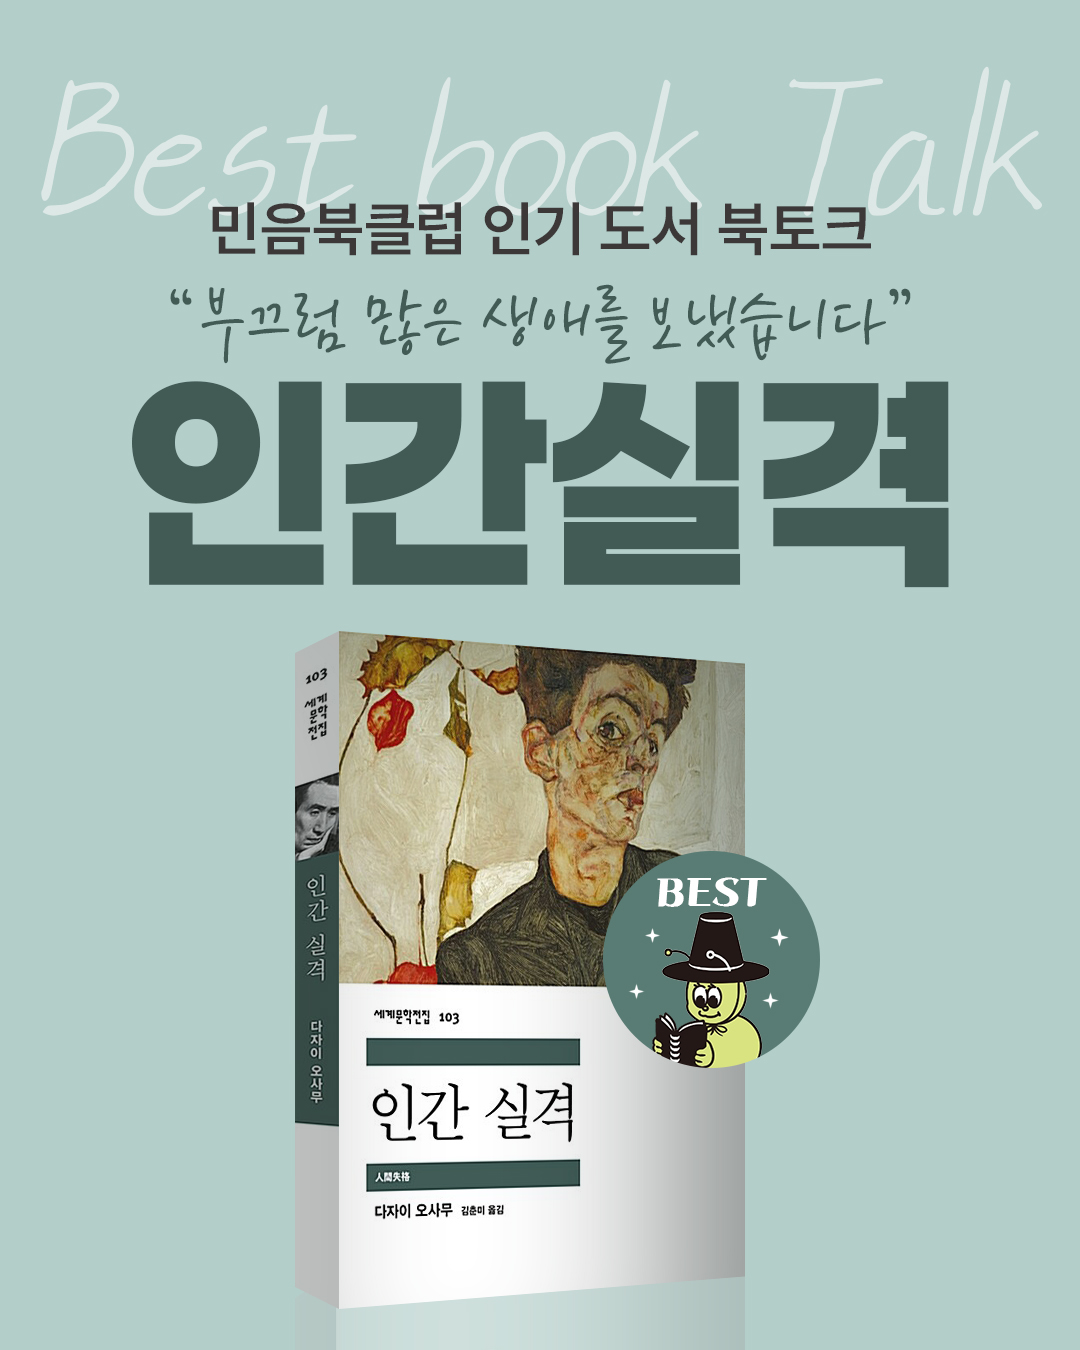 Best book Talk
민음북클럽 인기 도서 북토크
“부끄럼 많은 생애를 보냈습니다”
인간실격
103
세계
문학
전집
인간 실격
다자이 오사무
BEST
세계문학전집 103
인간 실격
人間失格
다자이 오사무 김춘미 옮김